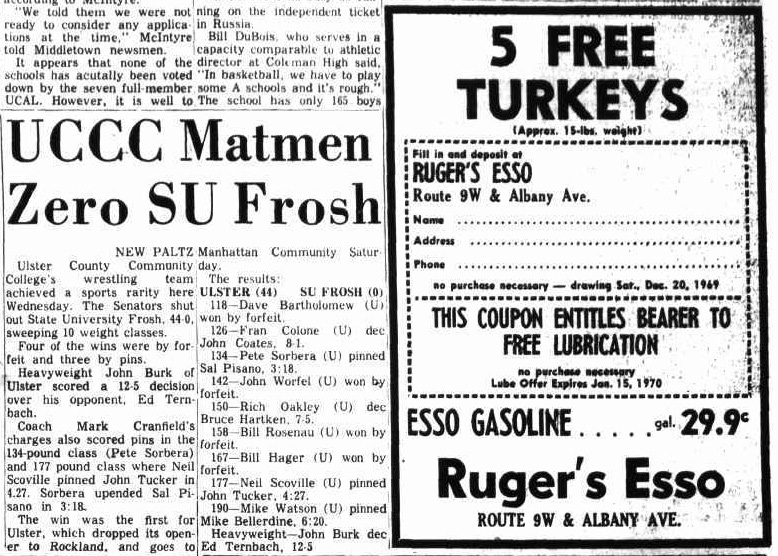 according to McIntyre.
"We told them we were not
ready to consider any applica-
tions at the time," McIntyre
told Middletown newsmen.
It appears that none of the
schools has acutally been voted
down by the seven full-member
UCAL. However, it is well to
ning on the independent ticket
in Russia.
Bill DuBois, who serves in a
capacity comparable to athletic
director at Coleman High said,
"In basketball, we have to play
some A schools and it's rough."
The school has only 165 boys
UCCC Matmen
Zero SU Frosh
NEW PALTZ
Ulster County Community
College's wrestling team
achieved a sports rarity here
Wednesday. The Senators shut
out State University Frosh, 44-0,
sweeping 10 weight classes.
Four of the wins were by for-
feit and three by pins.
Heavyweight John Burk of
Ulster scored a 12-5 decision
over his opponent, Ed Tern-
bach.
Coach Mark Cranfield's
charges also scored pins in the
134-pound class (Pete Sorbera)
and 177 pound class where Neil
Scoville pinned John Tucker in
4.27. Sorbera upended Sal Pi-
sano in 3:18.
The win was the first for
Ulster, which dropped its open-
er to Rockland, and goes to
Manhattan Community Satur-
day.
The results:
ULSTER (44) SU FROSH (0)
118—Dave Bartholomew (U)
won by forfeit.
126—Fran Colone (U) dec
John Coates, 8-1.
134—Pete Sorbera (U) pinned
Sal Pisano, 3:18.
142—John Worfel (U) won by
forfeit.
150—Rich Oakley (U) dec
Bruce Hartken, 7-5.
158—Bill Rosenau (U) won by
forfeit.
167—Bill Hager (U) won by
forfeit.
177—Neil Scoville (U) pinned
John Tucker, 4:27.
190—Mike Watson (U) pinned
Mike Bellerdine, 6:20.
Heavyweight—John Burk dec
Ed Ternbach, 12-5
5 FREE
TURKEYS
(Approx. 15-lbs. weight)
Fill in and deposit at
RUGER'S ESSO
Route 9W & Albany Ave.
Name
Address
Phone
no purchase necessary — drawing Sat., Dec. 20, 1969
THIS COUPON ENTITLES BEARER TO
FREE LUBRICATION
no purchase necessary
Lube Offer Expires Jan. 15, 1970
ESSO GASOLINE . . . . . gal. 29.9¢
Ruger's Esso
ROUTE 9W & ALBANY AVE.